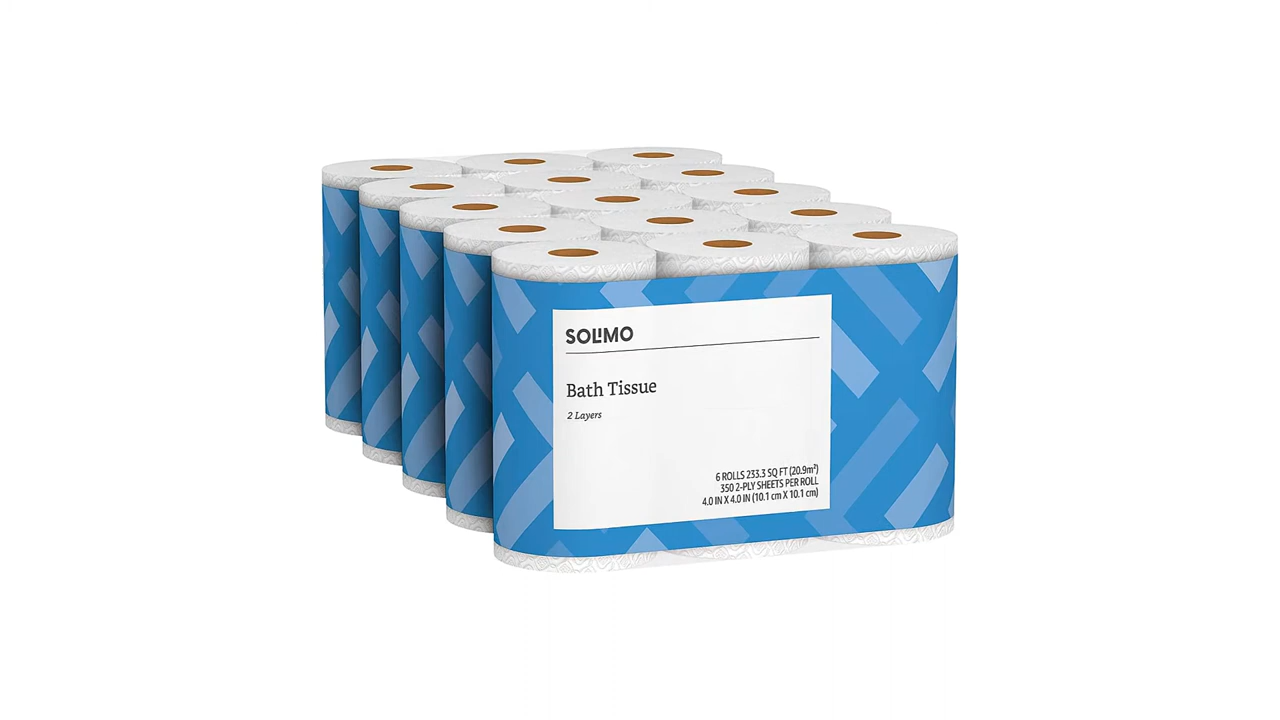 SOLIMO
Bath Tissue
2 Layers
6 ROLLS 233.3 SQ FT (20.9m²)
350 2-PLY SHEETS PER ROLL
4.0 IN X 4.0 IN (10.1 cm X 10.1 cm)